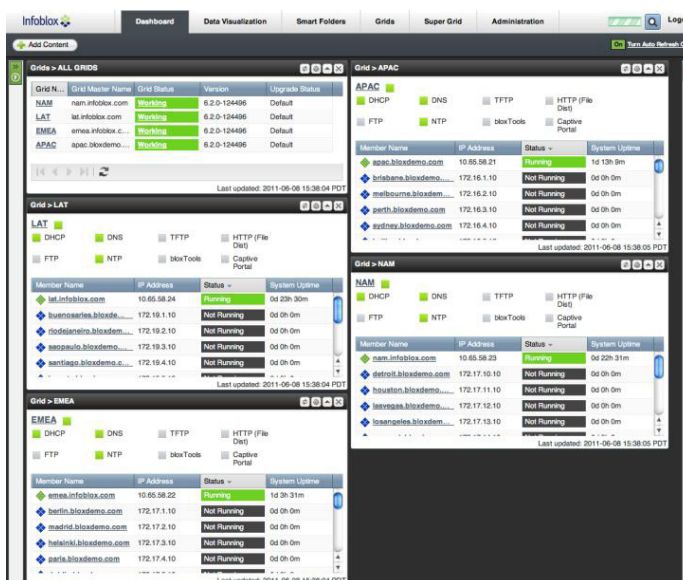 Infoblox
Dashboard
Data Visualization
Smart Folders
Grids
Super Grid
Administration
Add Content
On Turn Auto Refresh
Grids > ALL GRIDS
Grid N... Grid Master Name Grid Status Version Upgrade Status
NAM nam.infoblox.com Working 6.2.0-124496 Default
LAT lat.infoblox.com Working 6.2.0-124496 Default
EMEA emea.infoblox.c... Working 6.2.0-124496 Default
APAC apac.bloxdemo.... Working 6.2.0-124496 Default
Last updated: 2011-06-08 15:38:04 PDT
Grid > LAT
LAT
DHCP DNS TFTP HTTP (File Dist)
FTP NTP bloxTools Captive Portal
Member Name IP Address Status System Uptime
lat.infoblox.com 10.65.58.24 Running 0d 23h 30m
buenosaries.bloxde... 172.19.1.10 Not Running 0d 0h 0m
riodejaneiro.bloxdem... 172.19.2.10 Not Running 0d 0h 0m
saopaulo.bloxdemo.... 172.19.3.10 Not Running 0d 0h 0m
santiago.bloxdemo.c... 172.19.4.10 Not Running 0d 0h 0m
Last updated: 2011-06-08 15:38:04 PDT
Grid > EMEA
EMEA
DHCP DNS TFTP HTTP (File Dist)
FTP NTP bloxTools Captive Portal
Member Name IP Address Status System Uptime
emea.infoblox.com 10.65.58.22 Running 1d 3h 31m
berlin.bloxdemo.com 172.17.1.10 Not Running 0d 0h 0m
madrid.bloxdemo.com 172.17.2.10 Not Running 0d 0h 0m
helsinki.bloxdemo.com 172.17.3.10 Not Running 0d 0h 0m
paris.bloxdemo.com 172.17.4.10 Not Running 0d 0h 0m
Grid > APAC
APAC
DHCP DNS TFTP HTTP (File Dist)
FTP NTP bloxTools Captive Portal
Member Name IP Address Status System Uptime
apac.bloxdemo.com 10.65.58.21 Running 1d 13h 9m
brisbane.bloxdemo.... 172.16.1.10 Not Running 0d 0h 0m
melbourne.bloxdem... 172.16.2.10 Not Running 0d 0h 0m
perth.bloxdemo.com 172.16.3.10 Not Running 0d 0h 0m
sydney.bloxdemo.com 172.16.4.10 Not Running 0d 0h 0m
Last updated: 2011-06-08 15:38:05 PDT
Grid > NAM
NAM
DHCP DNS TFTP HTTP (File Dist)
FTP NTP bloxTools Captive Portal
Member Name IP Address Status System Uptime
nam.infoblox.com 10.65.58.23 Running 0d 22h 31m
detroit.bloxdemo.com 172.17.10.10 Not Running 0d 0h 0m
houston.bloxdemo.... 172.17.11.10 Not Running 0d 0h 0m
lasvegas.bloxdemo.... 172.17.12.10 Not Running 0d 0h 0m
losangeles.bloxdemo... 172.17.13.10 Not Running 0d 0h 0m
Last updated: 2011-06-08 15:38:05 PDT